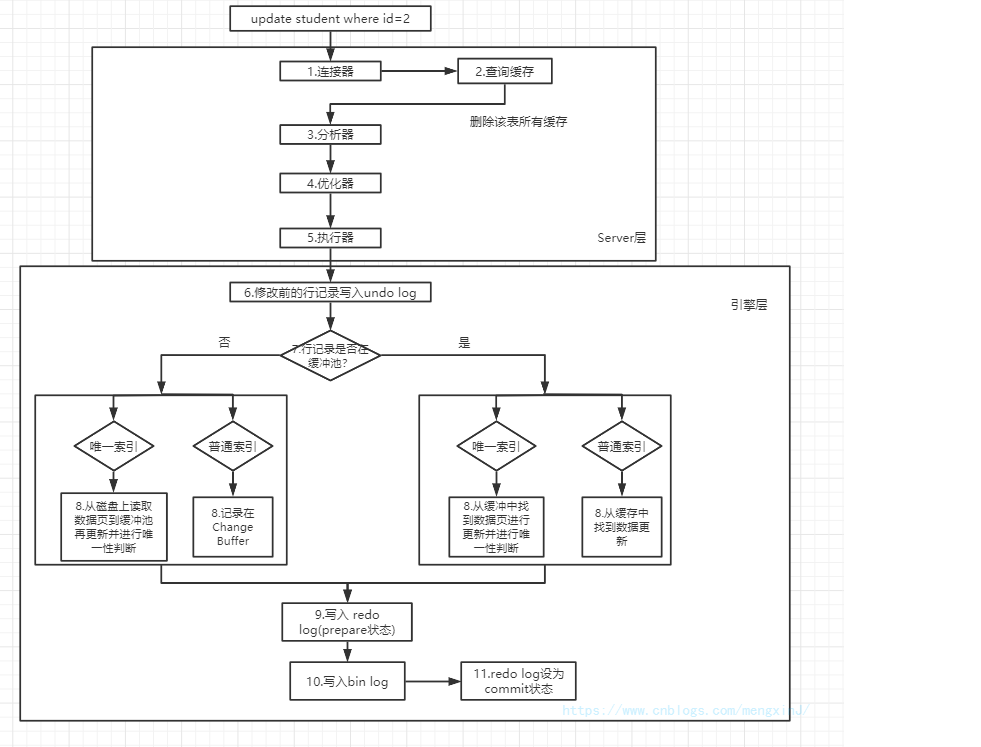 update student where id=2
1.连接器
2.查询缓存
删除该表所有缓存
3.分析器
4.优化器
5.执行器
Server层
6.修改前的行记录写入undo log
引擎层
否
7.行记录是否在
缓冲池?
是
唯一索引
普通索引
唯一索引
普通索引
8.从磁盘上读取
数据页到缓冲池
再更新并进行唯
一性判断
8.记录在
Change
Buffer
8.从缓冲中找
到数据页进行
更新并进行唯
一性判断
8.从缓存中
找到数据更
新
9.写入 redo
log(prepare状态)
10.写入bin log
11.redo log设为
commit状态
https://www.cnblogs.com/mengxinJ/